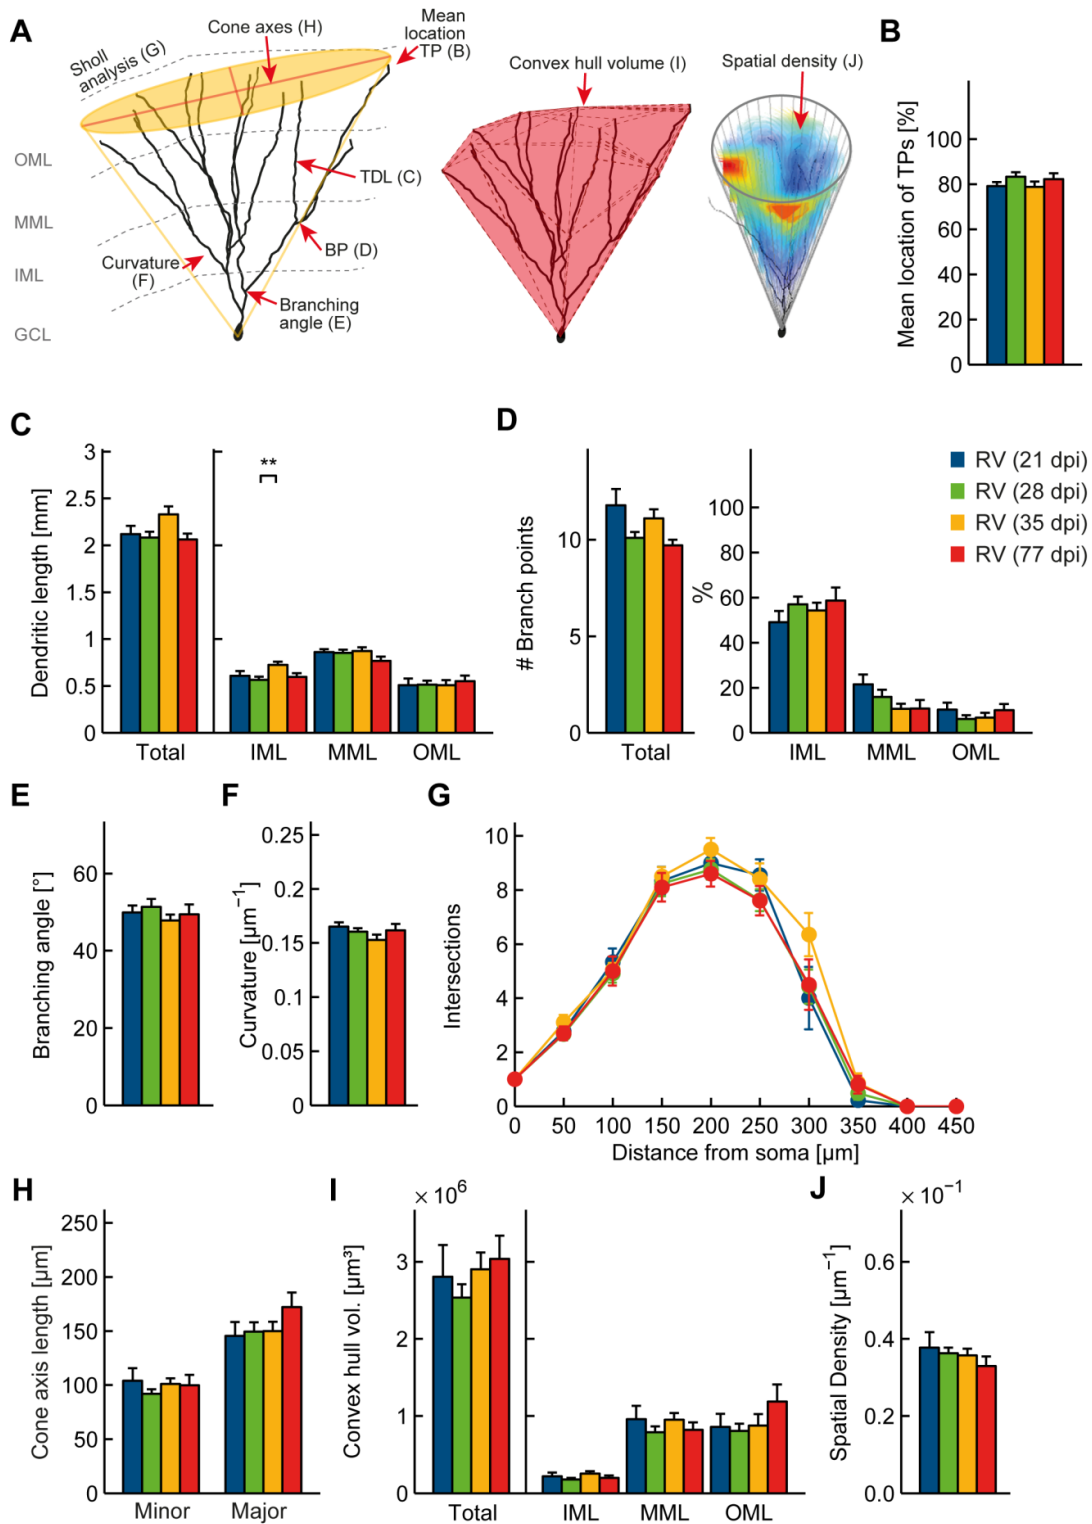 A
Sholl
analysis (G)
Cone axes (H)
Mean
location
TP (B)
OML
MML
IML
GCL
TDL (C)
BP (D)
Curvature
(F)
Branching
angle (E)
Convex hull volume (I)
Spatial density (J)
B
Mean location of TPs [%]
100
80
60
40
20
0
C
Dendritic length [mm]
3
2.5
2
1.5
1
0.5
0
**
Total
IML
MML
OML
D
# Branch points
10
5
0
Total
%
100
80
60
40
20
0
IML
MML
OML
RV (21 dpi)
RV (28 dpi)
RV (35 dpi)
RV (77 dpi)
E
Branching angle [°]
60
40
20
0
F
Curvature [µm⁻¹]
0.25
0.2
0.15
0.1
0.05
0
G
Intersections
10
8
6
4
2
0
0 50 100 150 200 250 300 350 400 450
Distance from soma [µm]
H
Cone axis length [µm]
250
200
150
100
50
0
Minor
Major
I
× 10⁶
Convex hull vol. [µm³]
3
2
1
0
Total
IML
MML
OML
J
× 10⁻¹
Spatial Density [µm⁻¹]
0.6
0.4
0.2
0.0